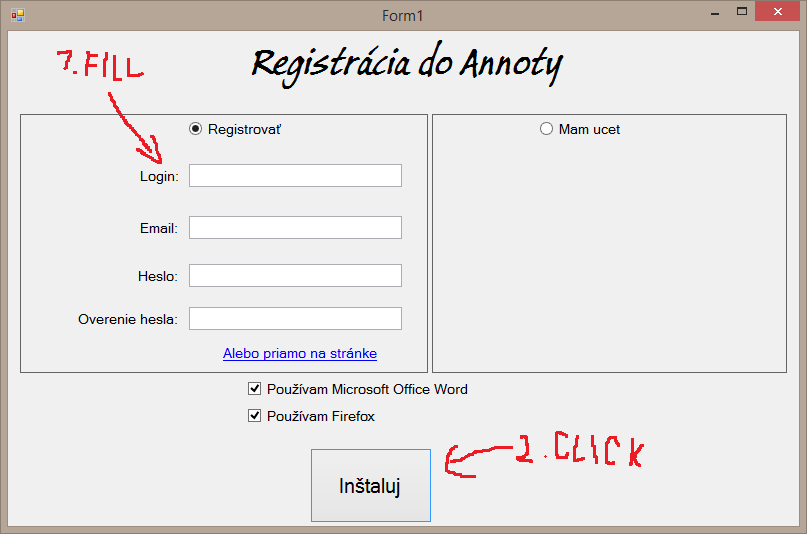 Form1
Registrácia do Annoty
1. FILL
Registrovať
Mam ucet
Login:
Email:
Heslo:
Overenie hesla:
Alebo priamo na stránke
Používam Microsoft Office Word
Používam Firefox
2. CLICK
Inštaluj